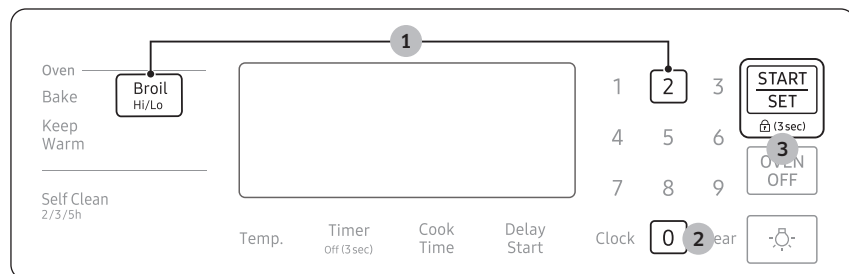 1
Oven
Bake
Broil
Hi/Lo
Keep
Warm
Self Clean
2/3/5h
Temp.
Timer
Off (3 sec)
Cook
Time
Delay
Start
1 2 3
4 5 6
7 8 9
Clock 0 2 ear
START
SET
(3 sec)
3
OVEN
OFF